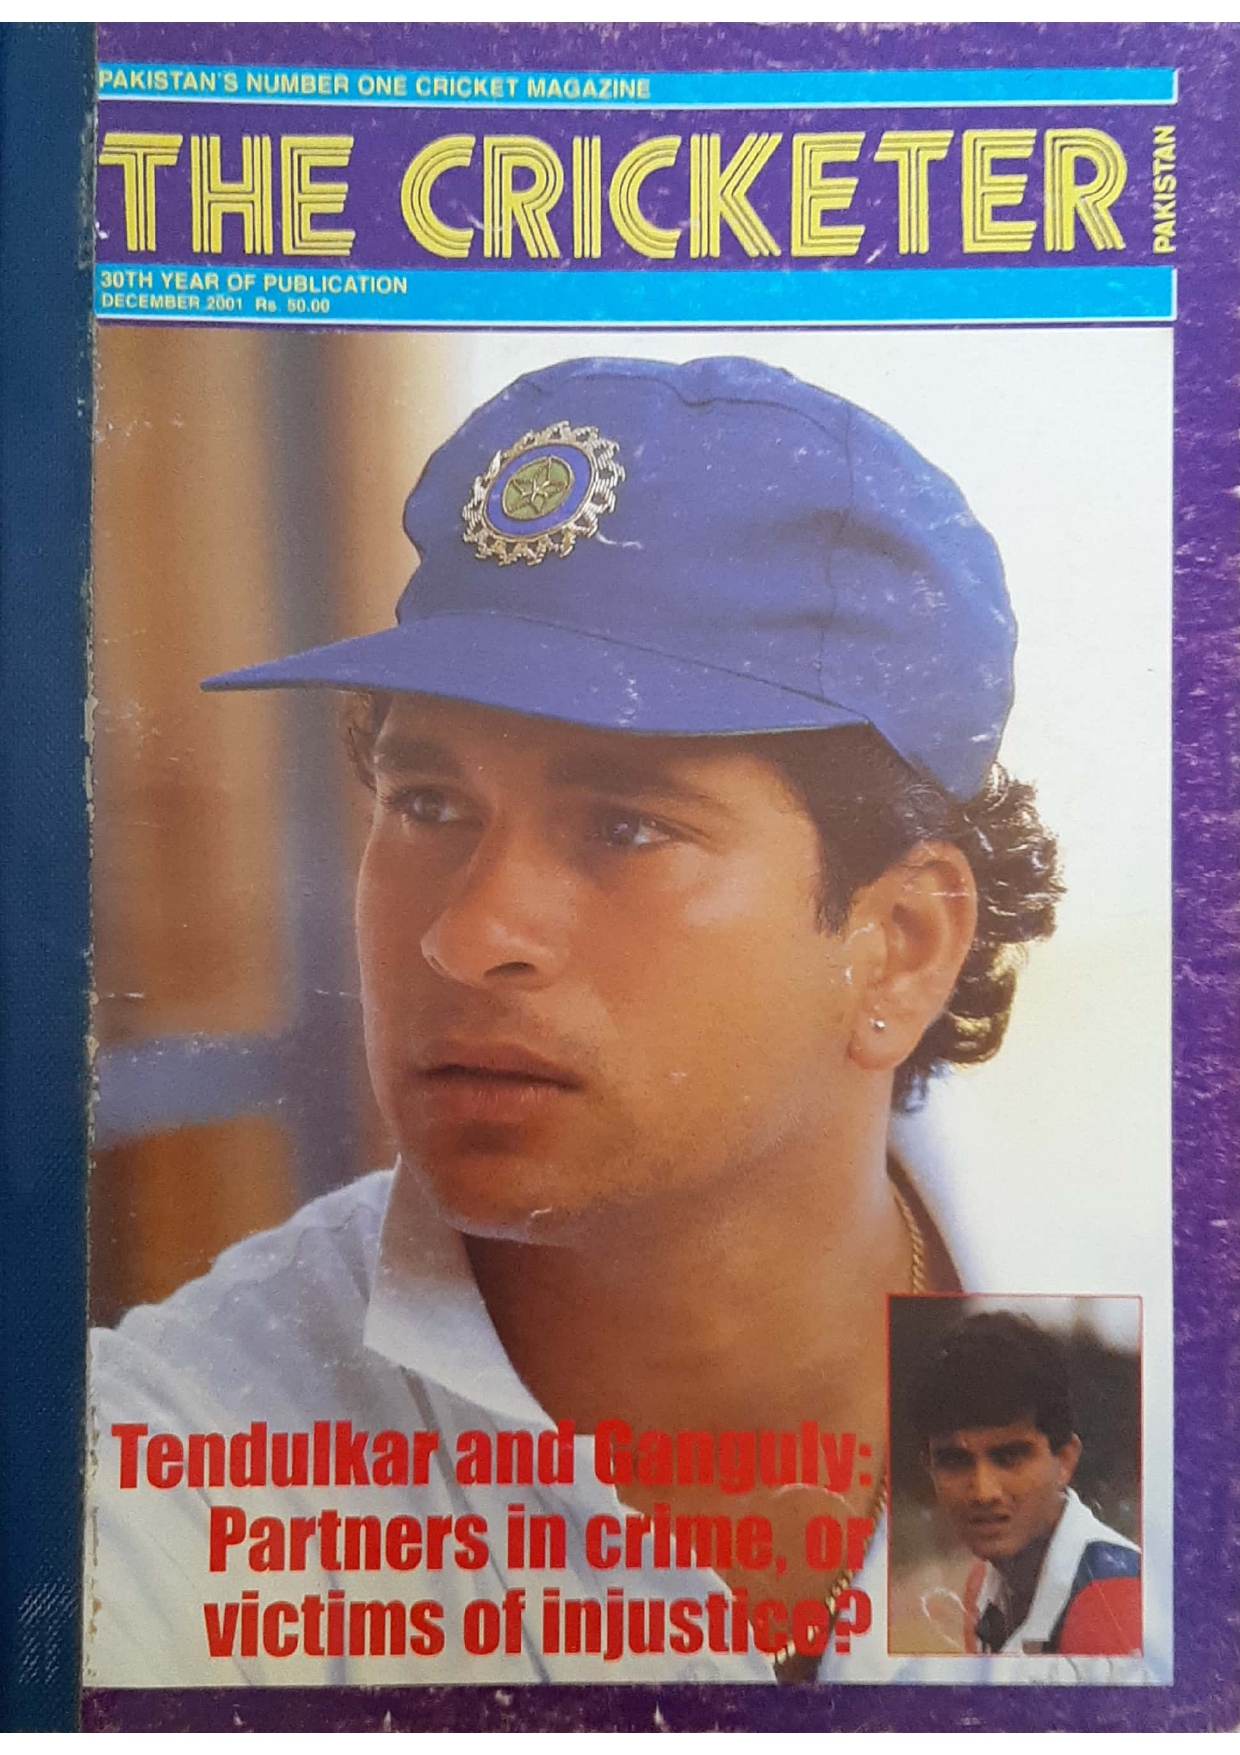 PAKISTAN'S NUMBER ONE CRICKET MAGAZINE
THE CRICKETER
PAKISTAN
30TH YEAR OF PUBLICATION
DECEMBER 2001 Rs. 50.00
Tendulkar and Ganguly:
Partners in crime, or
victims of injustice?